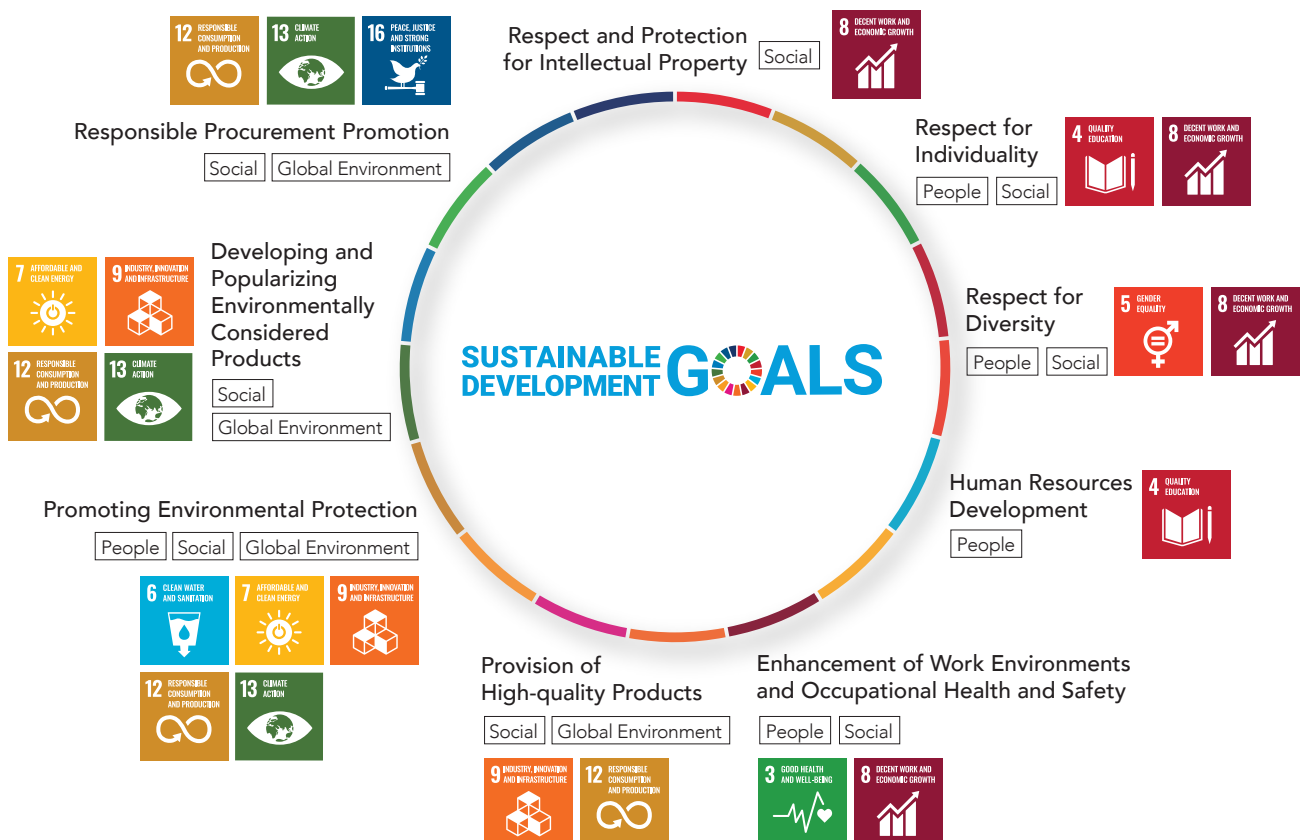 12 RESPONSIBLE
CONSUMPTION
AND PRODUCTION
13 CLIMATE
ACTION
16 PEACE, JUSTICE
AND STRONG
INSTITUTIONS
Responsible Procurement Promotion
Social Global Environment
Respect and Protection
for Intellectual Property
Social
8 DECENT WORK AND
ECONOMIC GROWTH
Respect for
Individuality
People Social
4 QUALITY
EDUCATION
8 DECENT WORK AND
ECONOMIC GROWTH
7 AFFORDABLE AND
CLEAN ENERGY
9 INDUSTRY, INNOVATION
AND INFRASTRUCTURE
12 RESPONSIBLE
CONSUMPTION
AND PRODUCTION
13 CLIMATE
ACTION
Developing and
Popularizing
Environmentally
Considered
Products
Social
Global Environment
SUSTAINABLE
DEVELOPMENT
GOALS
Respect for
Diversity
People Social
5 GENDER
EQUALITY
8 DECENT WORK AND
ECONOMIC GROWTH
Human Resources
Development
People
4 QUALITY
EDUCATION
Promoting Environmental Protection
People Social Global Environment
6 CLEAN WATER
AND SANITATION
7 AFFORDABLE AND
CLEAN ENERGY
9 INDUSTRY, INNOVATION
AND INFRASTRUCTURE
12 RESPONSIBLE
CONSUMPTION
AND PRODUCTION
13 CLIMATE
ACTION
Provision of
High-quality Products
Social Global Environment
9 INDUSTRY, INNOVATION
AND INFRASTRUCTURE
12 RESPONSIBLE
CONSUMPTION
AND PRODUCTION
Enhancement of Work Environments
and Occupational Health and Safety
People Social
3 GOOD HEALTH
AND WELL-BEING
8 DECENT WORK AND
ECONOMIC GROWTH